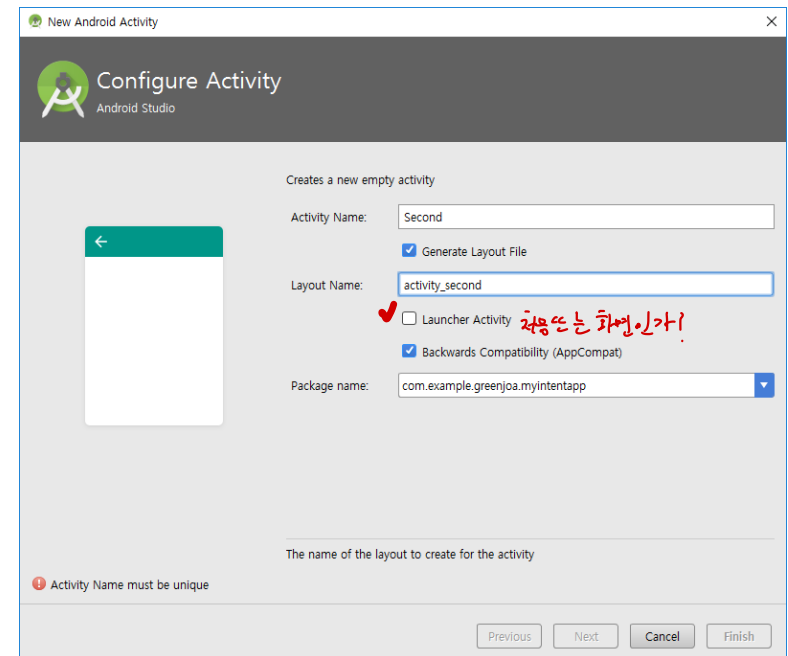 New Android Activity
Configure Activity
Android Studio
Creates a new empty activity
Activity Name: Second
Generate Layout File
Layout Name: activity_second
Launcher Activity 처음뜨는 화면인가?
Backwards Compatibility (AppCompat)
Package name: com.example.greenjoa.myintentapp
The name of the layout to create for the activity
Activity Name must be unique
Previous Next Cancel Finish